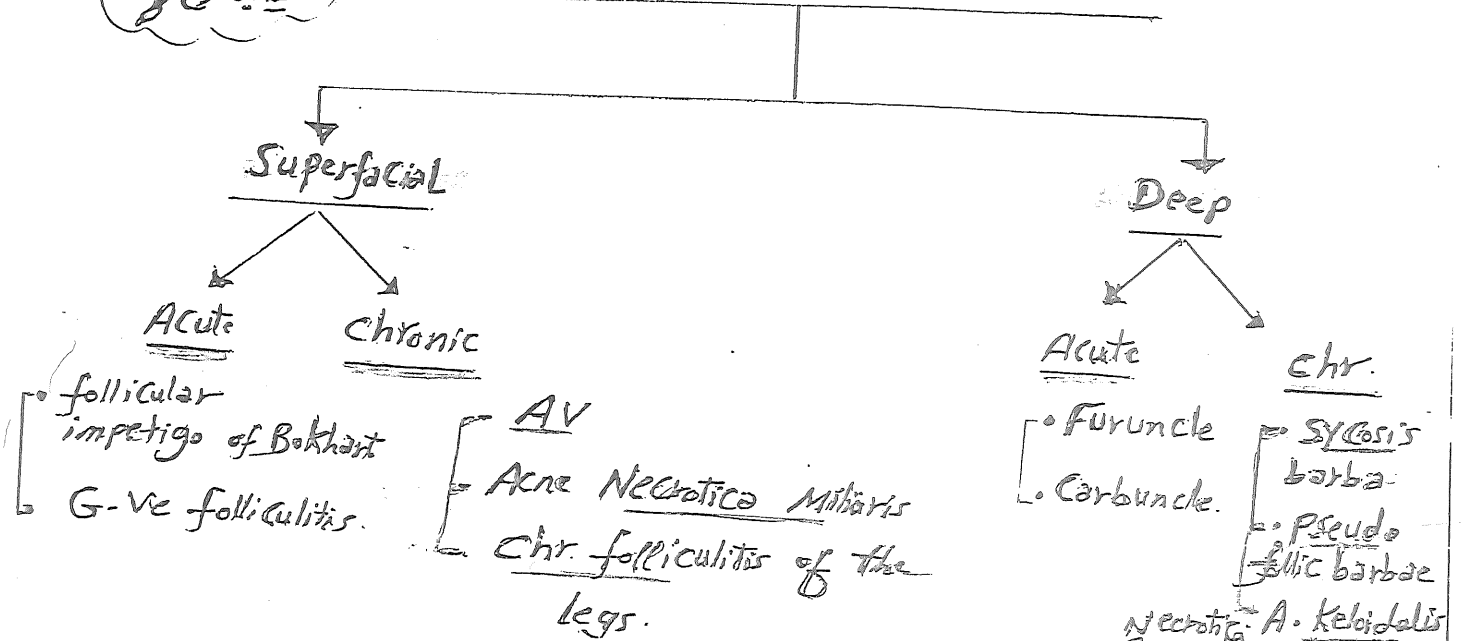 Superfacial
Deep
Acute
Chronic
Acute
chr.
• follicular
impetigo of Bokhart
• G-ve folliculitis.
AV
Acne Necrotica Miliaris
Chr. folliculitis of the
legs.
• Furuncle
• Carbuncle.
• Sycosis
barba
• Pseudo
follic barbae
Necrotic. A. Keloidalis